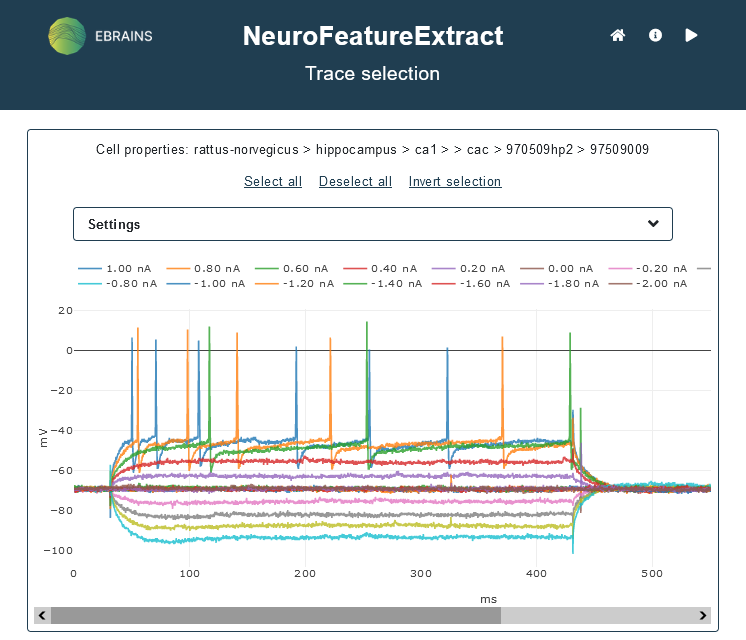 EBRAINS
NeuroFeatureExtract
Trace selection
Cell properties: rattus-norvegicus > hippocampus > ca1 > > cac > 970509hp2 > 97509009
Select all Deselect all Invert selection
Settings
1.00 nA 0.80 nA 0.60 nA 0.40 nA 0.20 nA 0.00 nA -0.20 nA
-0.80 nA -1.00 nA -1.20 nA -1.40 nA -1.60 nA -1.80 nA -2.00 nA
20
0
−20
−40
−60
−80
−100
mV
0 100 200 300 400 500
ms